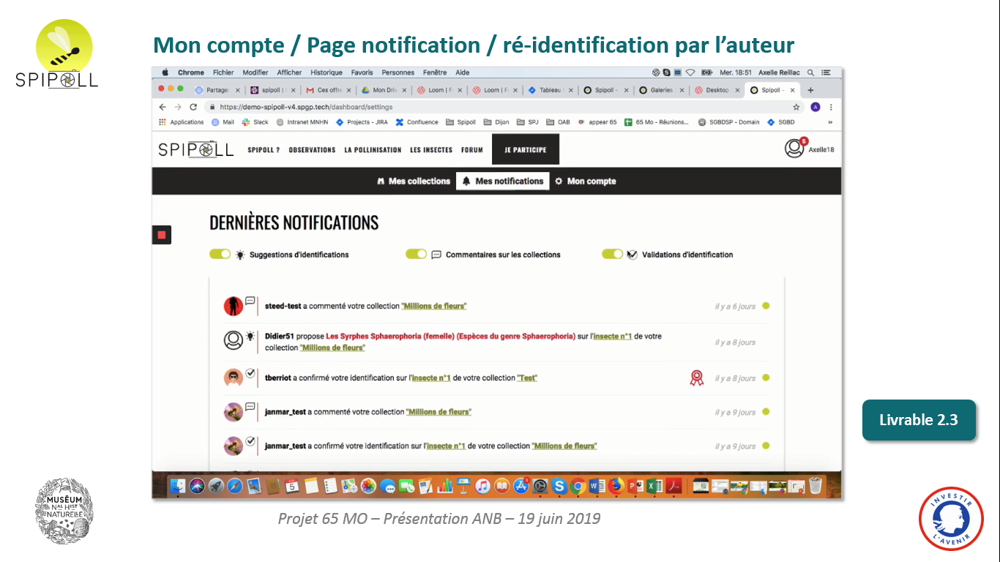 SPIPOLL
Mon compte / Page notification / ré-identification par l’auteur
Chrome Fichier Modifier Afficher Historique Favoris Personnes Fenêtre Aide Mer. 18:51 Axelle Reillac
Partage: spipoll | Ces offre Mon Driv Loom | F Loom | F Tableau Spipoll - Galeries Desktop Spipoll -
https://demo-spipoll-v4.spgp.tech/dashboard/settings A
Applications Mail Slack Intranet MNHN Projects - JIRA Confluence Spipoll Dijon SPJ OAB appear 65 65 Mo - Réunions... SGBDSP - Domain SGBD »
SPIPOLL SPIPOLL ? OBSERVATIONS LA POLLINISATION LES INSECTES FORUM JE PARTICIPE 5 Axelle18
Mes collections Mes notifications Mon compte
DERNIÈRES NOTIFICATIONS
Suggestions d'identifications Commentaires sur les collections Validations d'identification
steed-test a commenté votre collection "Millions de fleurs" il y a 6 jours
Didier51 propose Les Syrphes Sphaerophoria (femelle) (Espèces du genre Sphaerophoria) sur l'insecte n°1 de votre
collection "Millions de fleurs" il y a 8 jours
tberriot a confirmé votre identification sur l'insecte n°1 de votre collection "Test" il y a 8 jours
janmar_test a commenté votre collection "Millions de fleurs" il y a 9 jours
janmar_test a confirmé votre identification sur l'insecte n°1 de votre collection "Millions de fleurs" il y a 9 jours
Livrable 2.3
5
MUSÉUM
NAL HIST
NATURELLE
Projet 65 MO – Présentation ANB – 19 juin 2019
INVESTIR
L'AVENIR